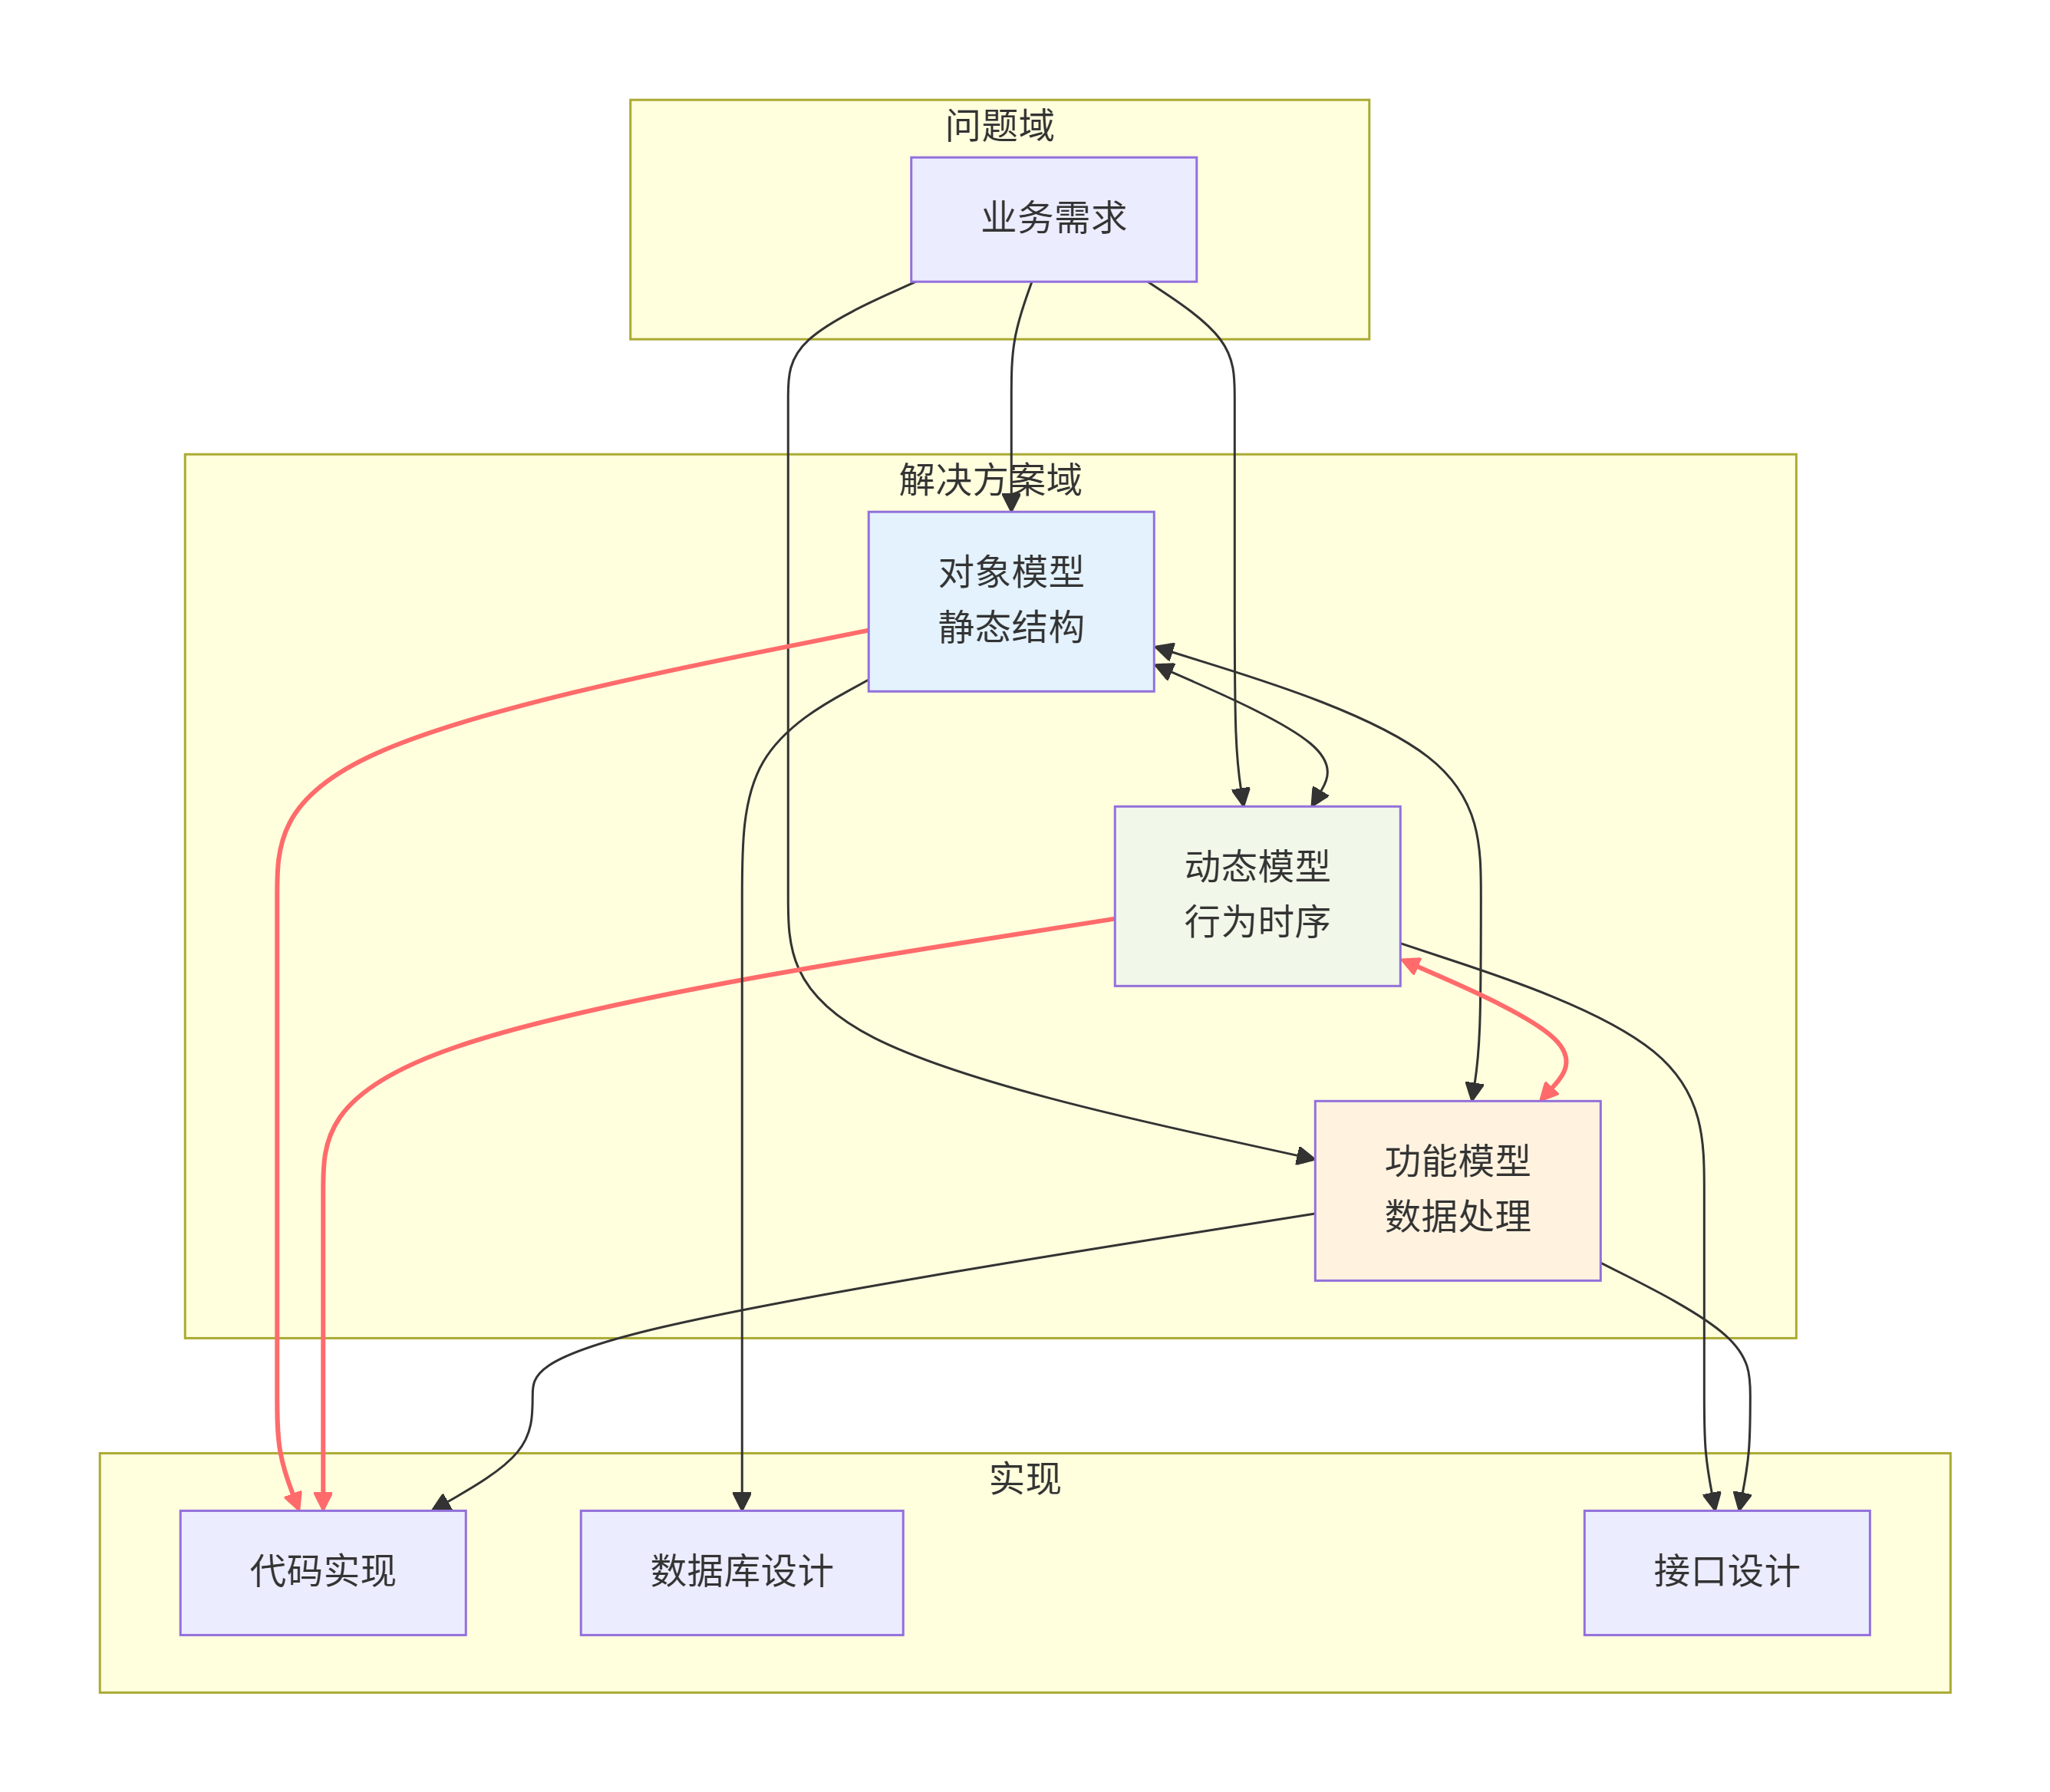 问题域
业务需求
解决方案域
对象模型
静态结构
动态模型
行为时序
功能模型
数据处理
实现
代码实现
数据库设计
接口设计